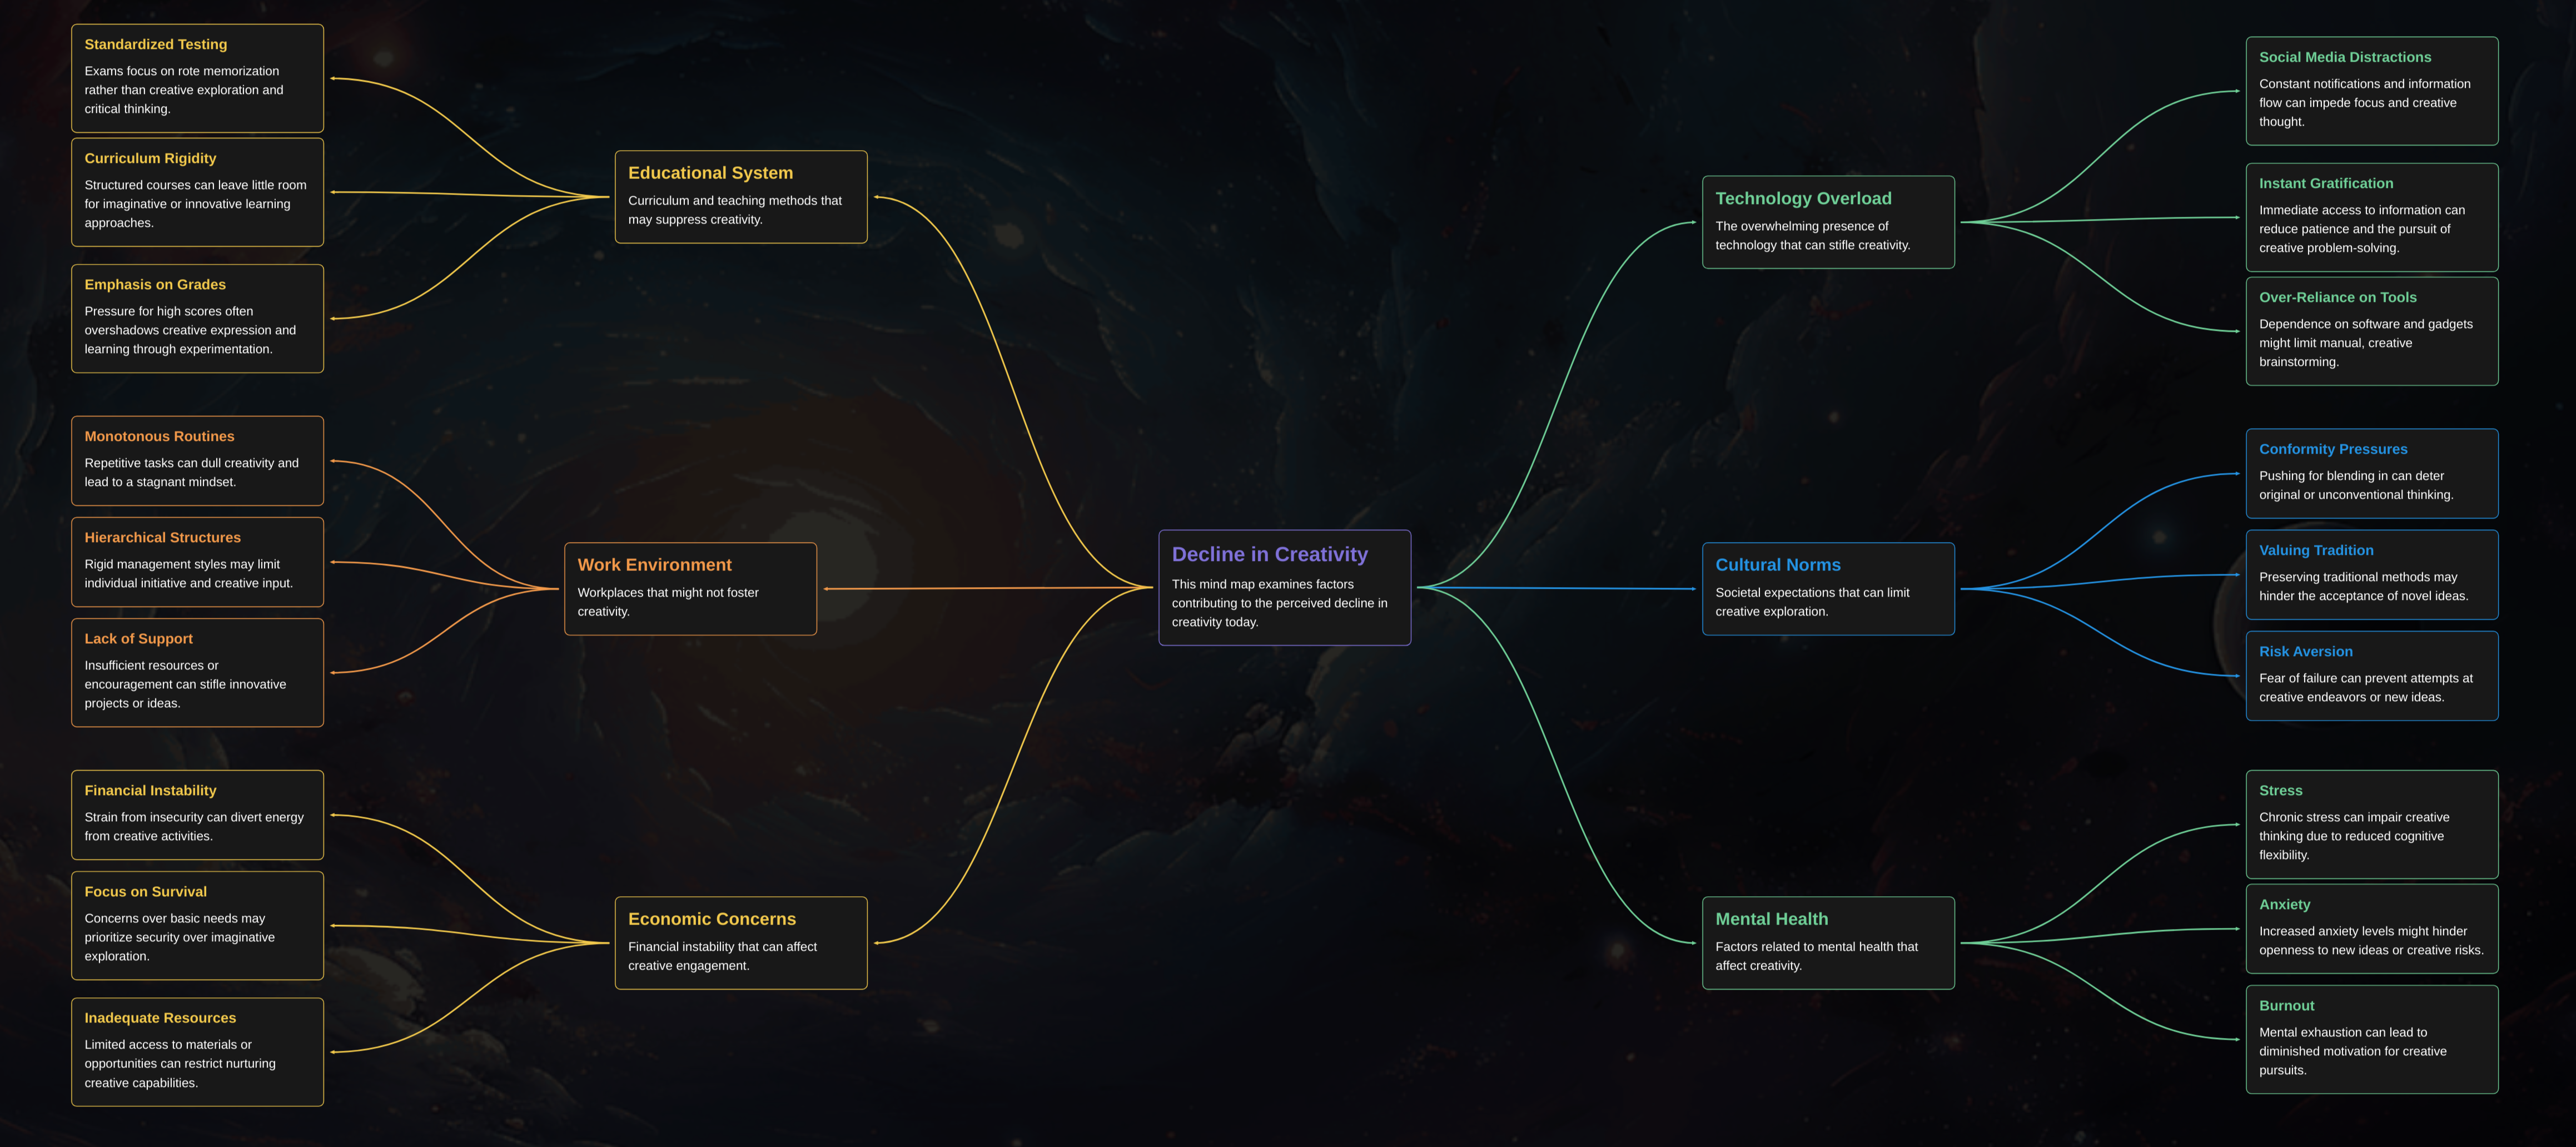 Standardized Testing
Exams focus on rote memorization
rather than creative exploration and
critical thinking.
Curriculum Rigidity
Structured courses can leave little room
for imaginative or innovative learning
approaches.
Emphasis on Grades
Pressure for high scores often
overshadows creative expression and
learning through experimentation.
Educational System
Curriculum and teaching methods that
may suppress creativity.
Monotonous Routines
Repetitive tasks can dull creativity and
lead to a stagnant mindset.
Hierarchical Structures
Rigid management styles may limit
individual initiative and creative input.
Lack of Support
Insufficient resources or
encouragement can stifle innovative
projects or ideas.
Work Environment
Workplaces that might not foster
creativity.
Financial Instability
Strain from insecurity can divert energy
from creative activities.
Focus on Survival
Concerns over basic needs may
prioritize security over imaginative
exploration.
Inadequate Resources
Limited access to materials or
opportunities can restrict nurturing
creative capabilities.
Economic Concerns
Financial instability that can affect
creative engagement.
Decline in Creativity
This mind map examines factors
contributing to the perceived decline in
creativity today.
Technology Overload
The overwhelming presence of
technology that can stifle creativity.
Social Media Distractions
Constant notifications and information
flow can impede focus and creative
thought.
Instant Gratification
Immediate access to information can
reduce patience and the pursuit of
creative problem-solving.
Over-Reliance on Tools
Dependence on software and gadgets
might limit manual, creative
brainstorming.
Cultural Norms
Societal expectations that can limit
creative exploration.
Conformity Pressures
Pushing for blending in can deter
original or unconventional thinking.
Valuing Tradition
Preserving traditional methods may
hinder the acceptance of novel ideas.
Risk Aversion
Fear of failure can prevent attempts at
creative endeavors or new ideas.
Mental Health
Factors related to mental health that
affect creativity.
Stress
Chronic stress can impair creative
thinking due to reduced cognitive
flexibility.
Anxiety
Increased anxiety levels might hinder
openness to new ideas or creative risks.
Burnout
Mental exhaustion can lead to
diminished motivation for creative
pursuits.